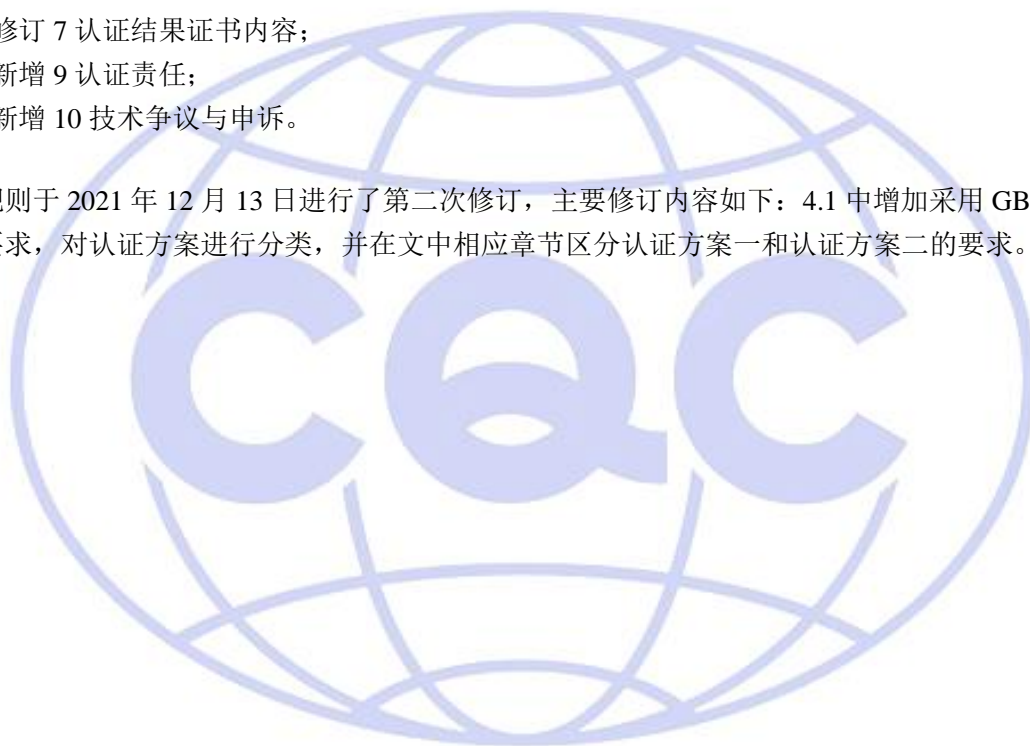 修订 7 认证结果证书内容；
新增 9 认证责任；
新增 10 技术争议与申诉。
则于 2021 年 12 月 13 日进行了第二次修订，主要修订内容如下：4.1 中增加采用 GB
要求，对认证方案进行分类，并在文中相应章节区分认证方案一和认证方案二的要求。
CQC